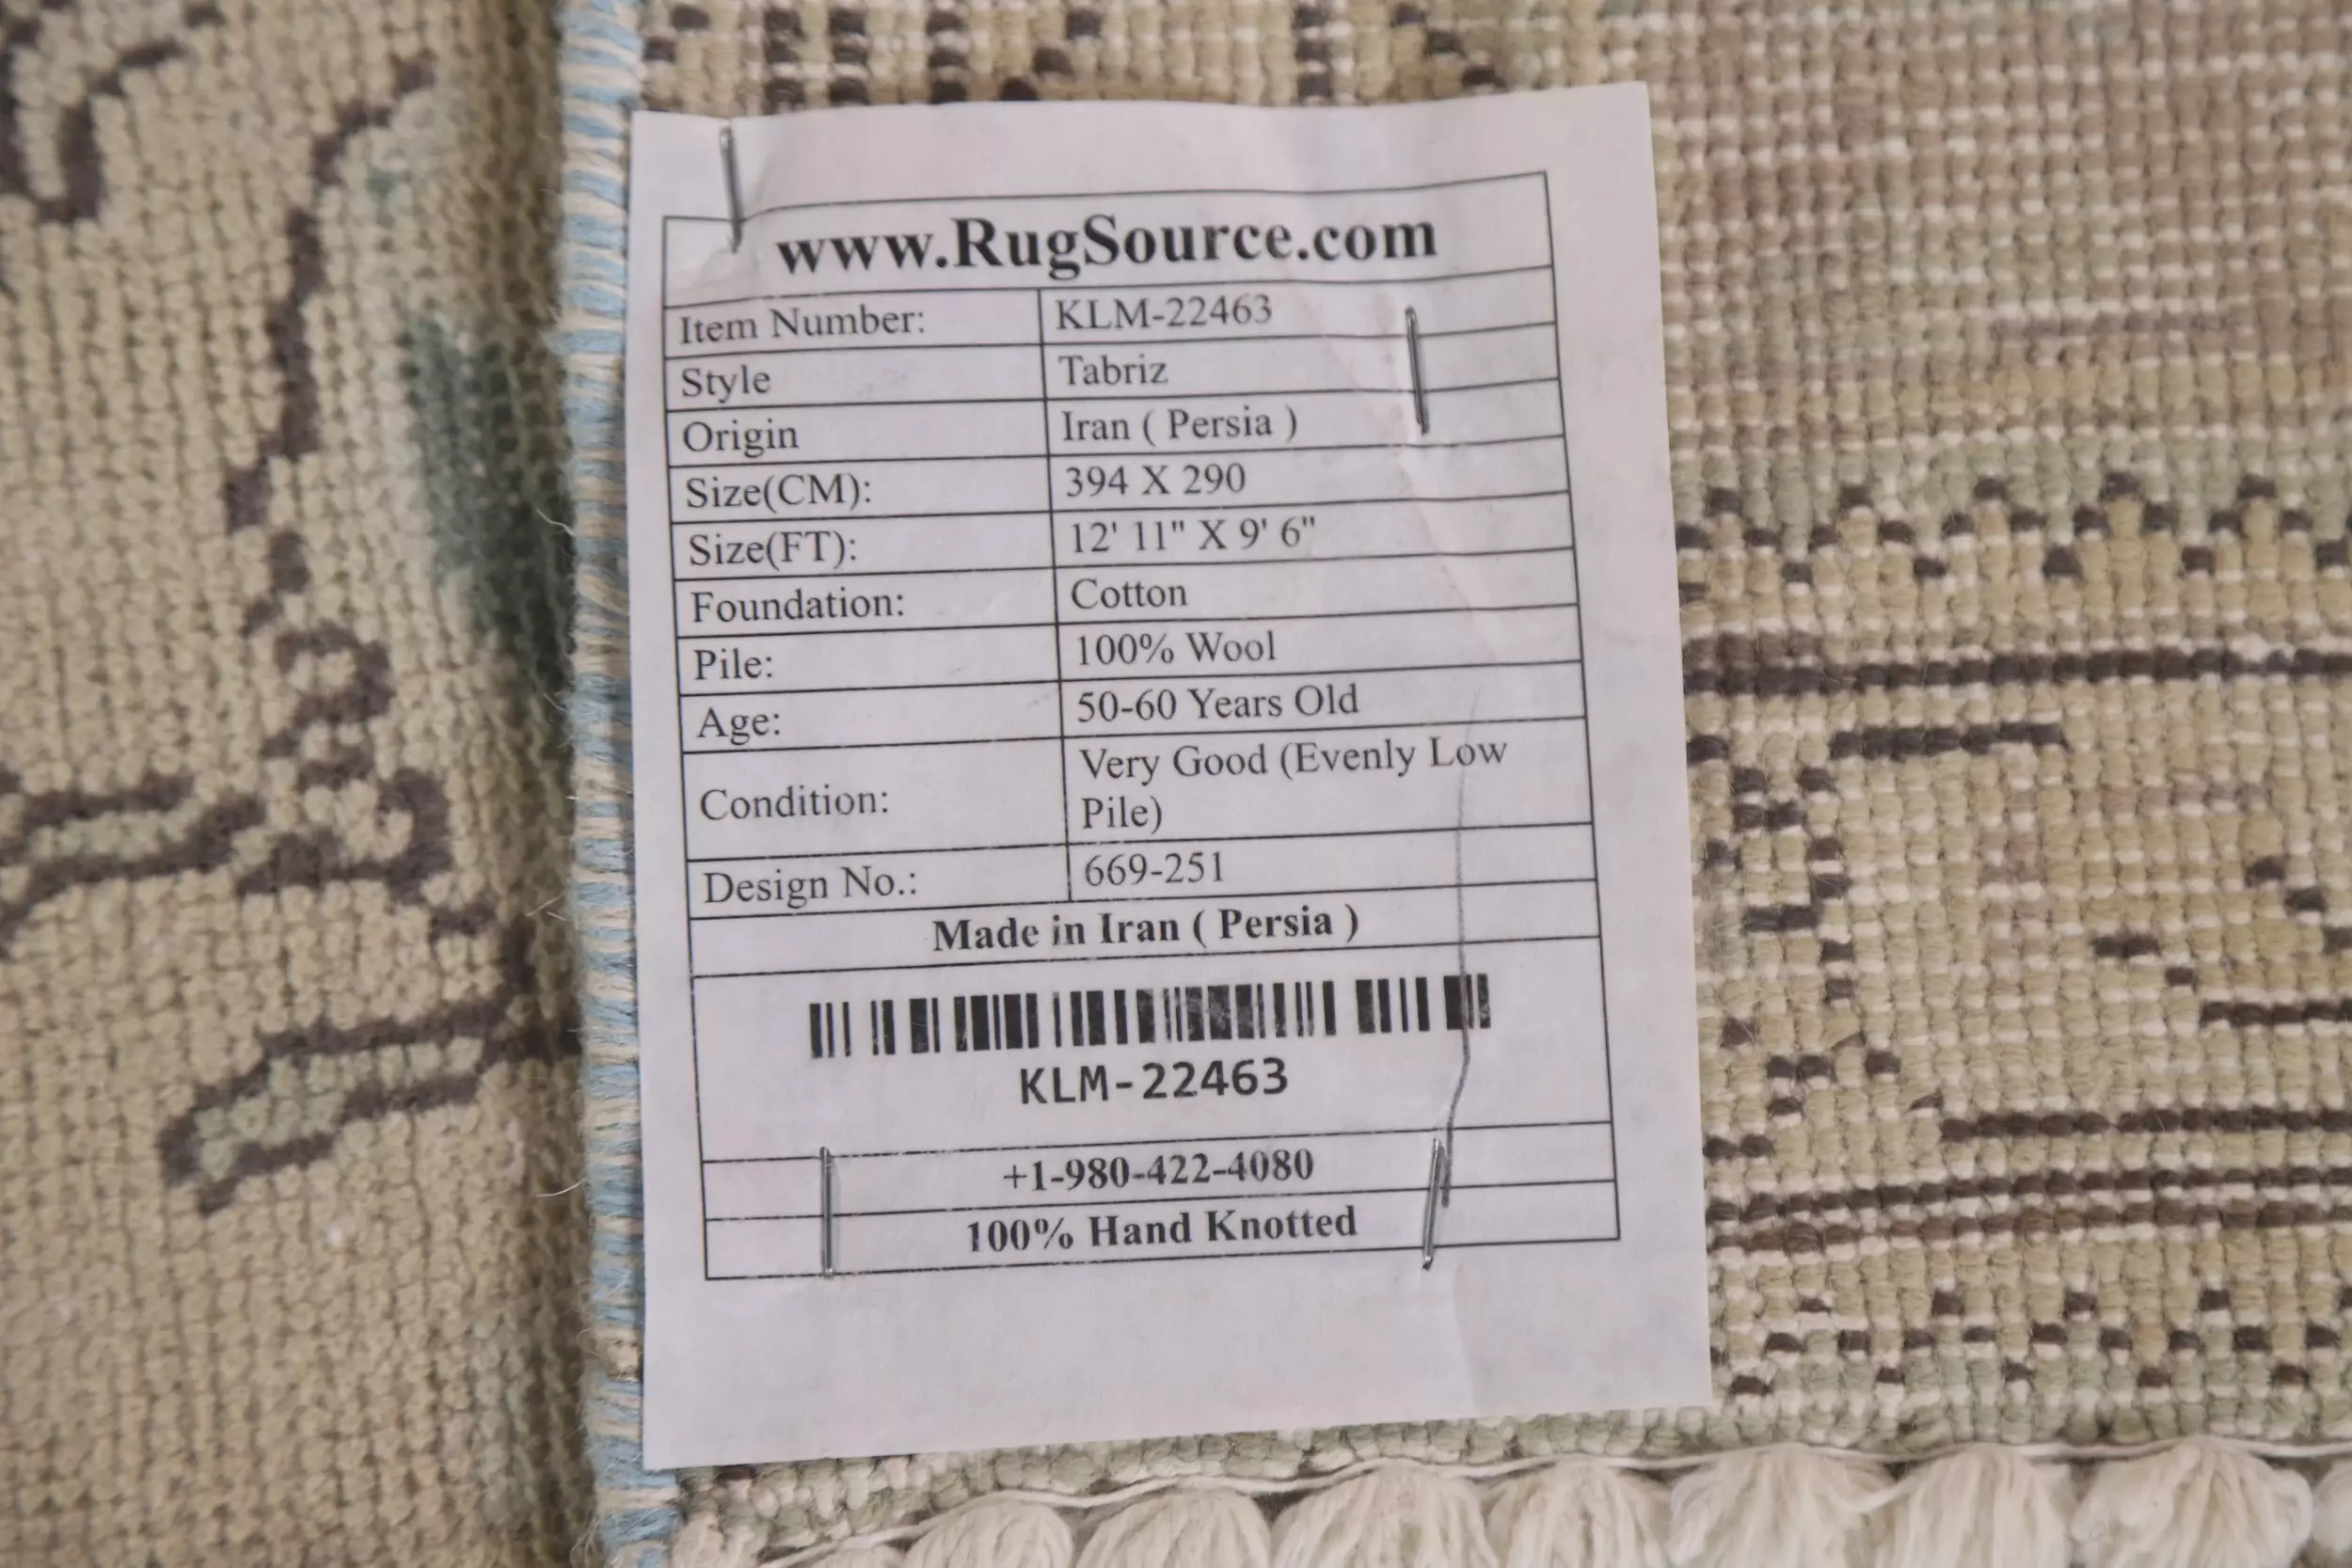 www.RugSource.com
Item Number: KLM-22463
Style Tabriz
Origin Iran ( Persia )
Size(CM): 394 X 290
Size(FT): 12' 11" X 9' 6"
Foundation: Cotton
Pile: 100% Wool
Age: 50-60 Years Old
Condition: Very Good (Evenly Low
Pile)
Design No.: 669-251
Made in Iran ( Persia )
KLM-22463
+1-980-422-4080
100% Hand Knotted